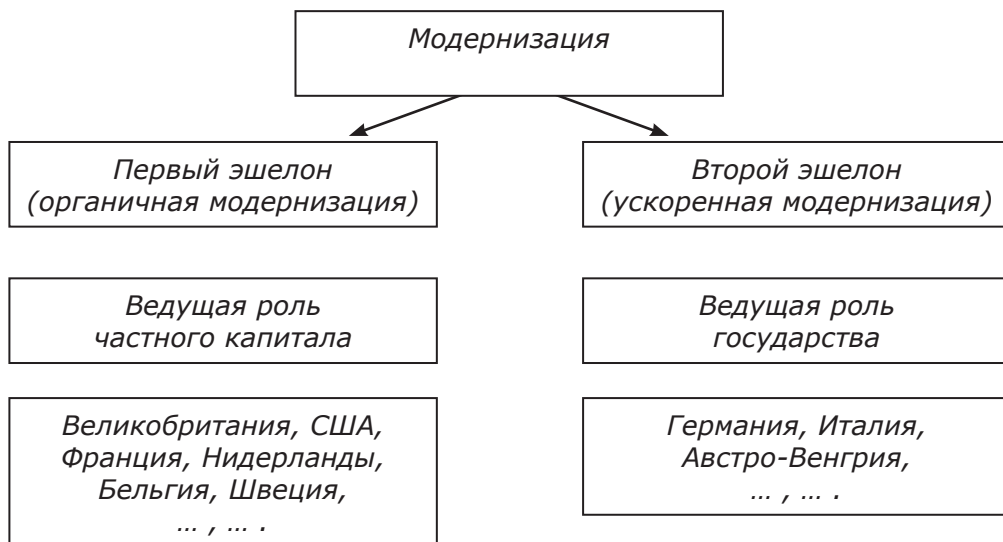 Модернизация
Первый эшелон
(органичная модернизация)
Второй эшелон
(ускоренная модернизация)
Ведущая роль
частного капитала
Ведущая роль
государства
Великобритания, США,
Франция, Нидерланды,
Бельгия, Швеция,
… , … .
Германия, Италия,
Австро-Венгрия,
… , … .